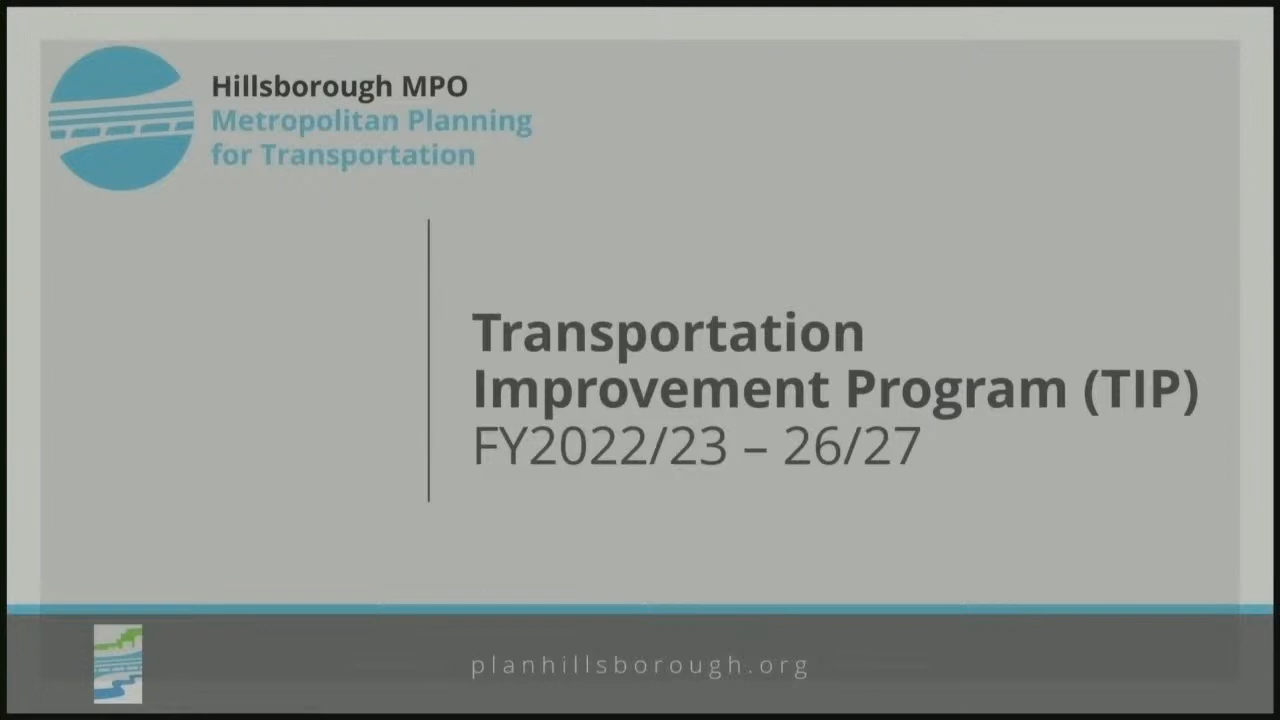 Hillsborough MPO
Metropolitan Planning
for Transportation
Transportation
Improvement Program (TIP)
FY2022/23 – 26/27
planhillsborough.org